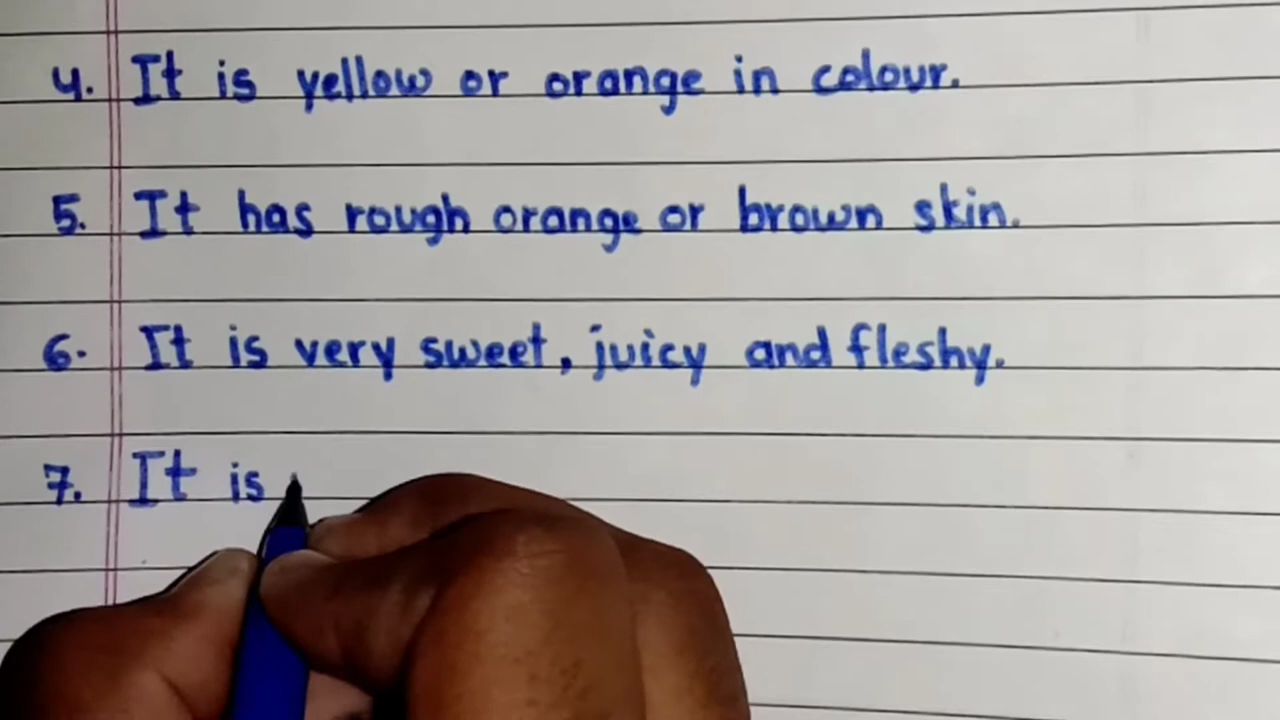 4. It is yellow or orange in colour.
5. It has rough orange or brown skin.
6. It is very sweet, juicy and fleshy.
7. It is